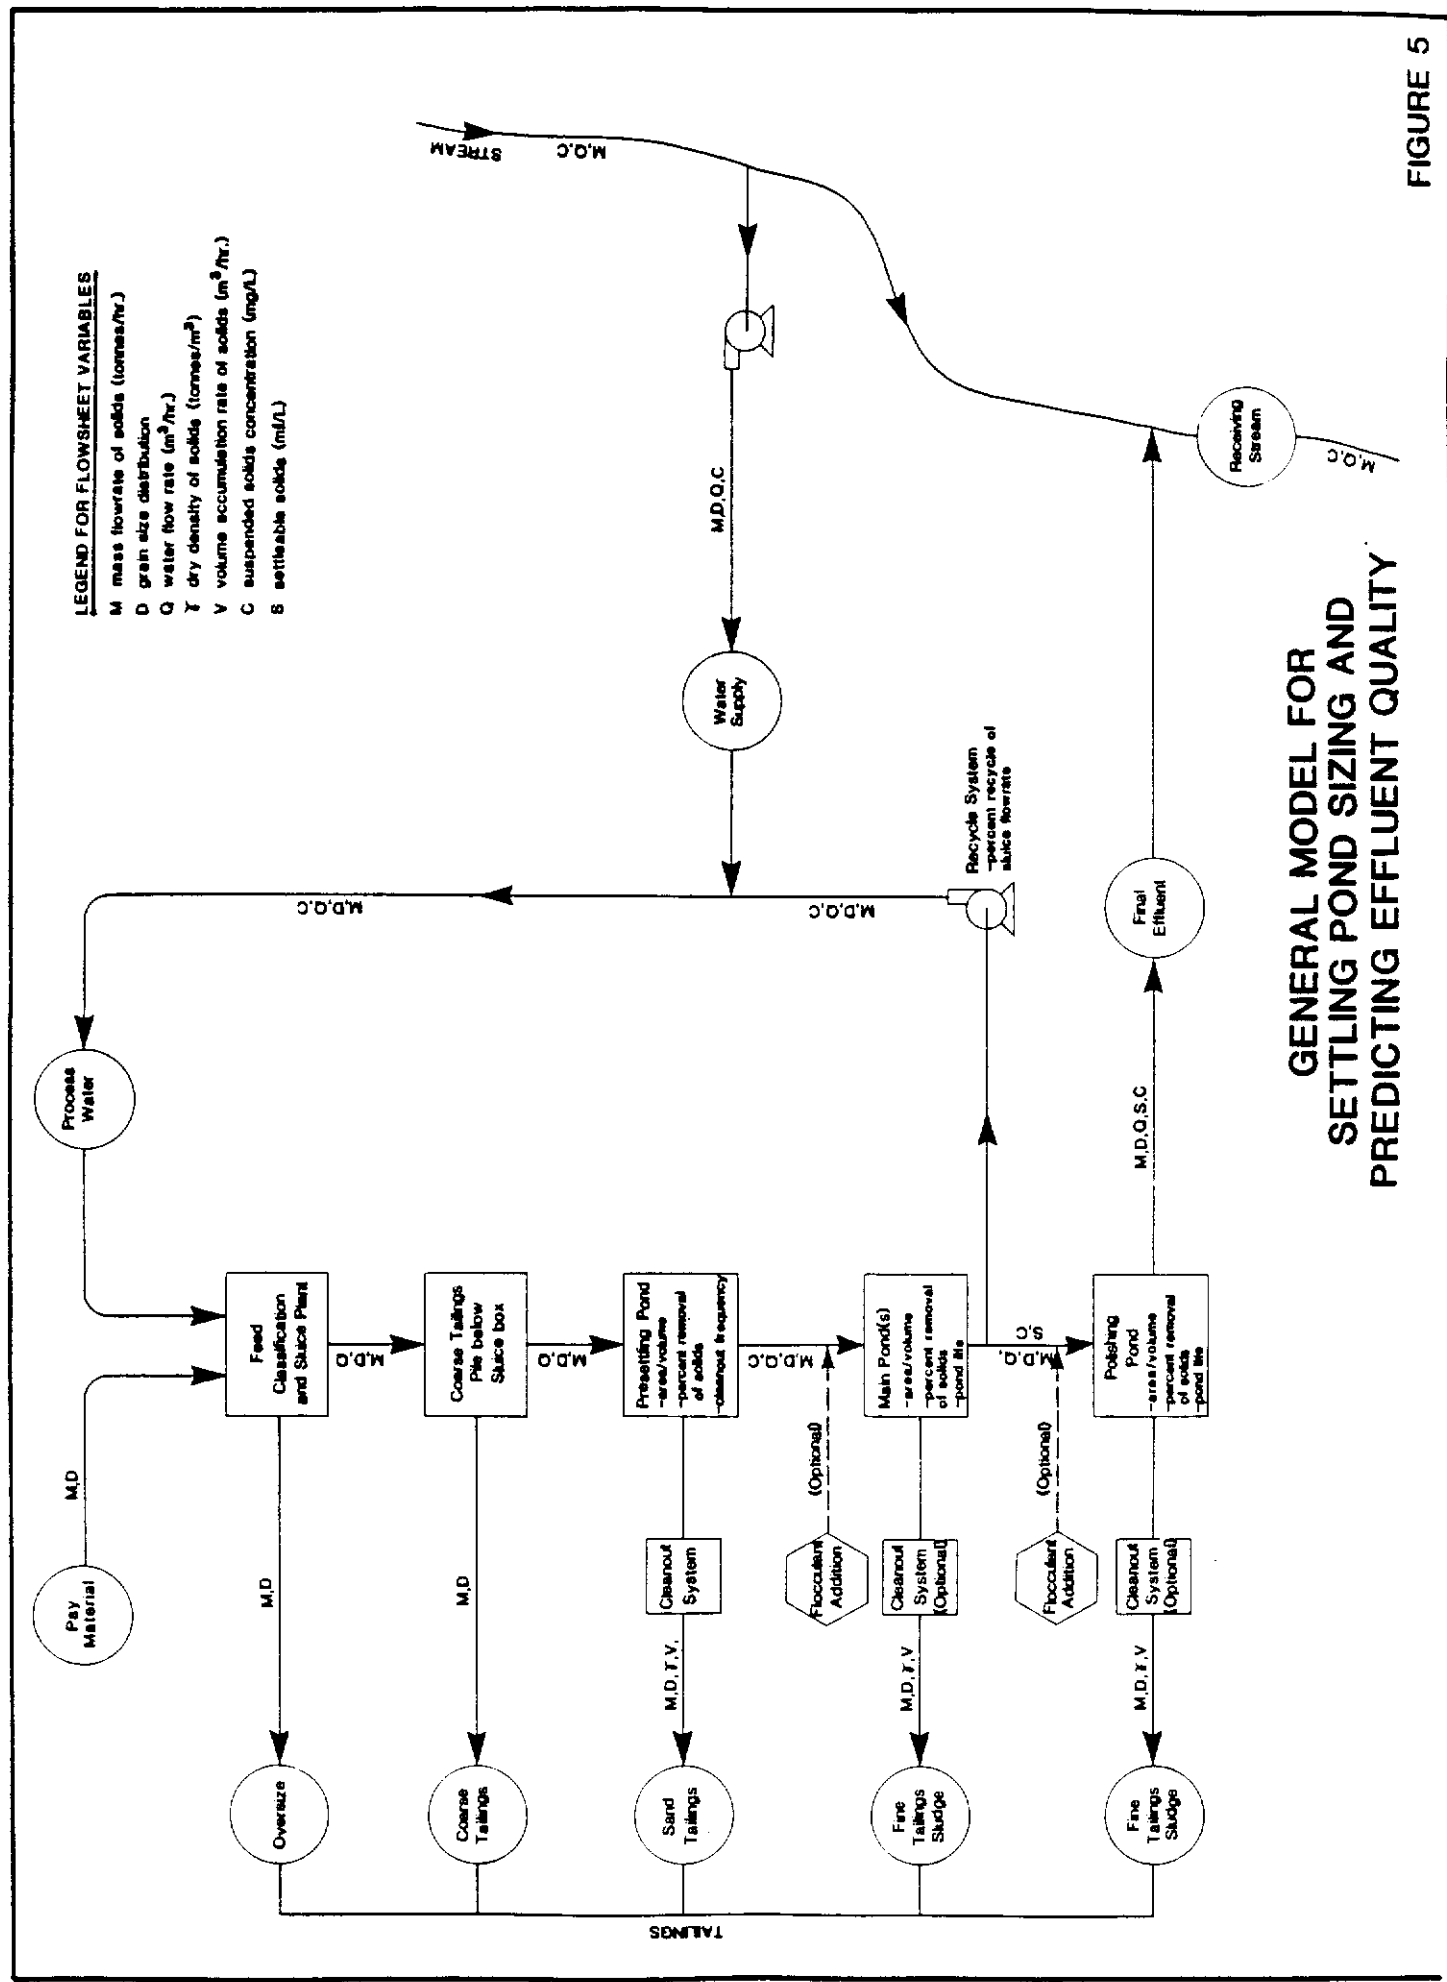 LEGEND FOR FLOWSHEET VARIABLES
M mass flowrate of solids (tonnes/hr.)
D grain size distribution
Q water flow rate (m³/hr.)
γ dry density of solids (tonnes/m³)
V volume accumulation rate of solids (m³/hr.)
C suspended solids concentration (mg/L)
S settleable solids (ml/L)
Pay
Material
M,D
Process
Water
M,D,Q,C
STREAM
M,Q,C
Feed
Classification
and Sluice Plant
M,D
Oversize
M,D,Q
Coarse Tailings
Pile below
Sluice box
M,D
Coarse
Tailings
M,D,Q
Water
Supply
M,D,Q,C
Presettling Pond
-area/volume
-percent removal
of solids
-cleanout frequency
Cleanout
System
M,D,γ,V,
Sand
Tailings
M,D,Q,C
Flocculant
Addition
(Optional)
M,D,Q,C
Recycle System
-percent recycle of
sluice flowrate
Main Pond(s)
-area/volume
-percent removal
of solids
-pond life
Cleanout
System
(Optional)
M,D,γ,V
Fine
Tailings
Sludge
M,D,Q,
S,C
Flocculant
Addition
(Optional)
Polishing
Pond
-area/volume
-percent removal
of solids
-pond life
Cleanout
System
(Optional)
M,D,γ,V
Fine
Tailings
Sludge
M,D,Q,S,C
Final
Effluent
Receiving
Stream
M,Q,C
TAILINGS
GENERAL MODEL FOR
SETTLING POND SIZING AND
PREDICTING EFFLUENT QUALITY
FIGURE 5